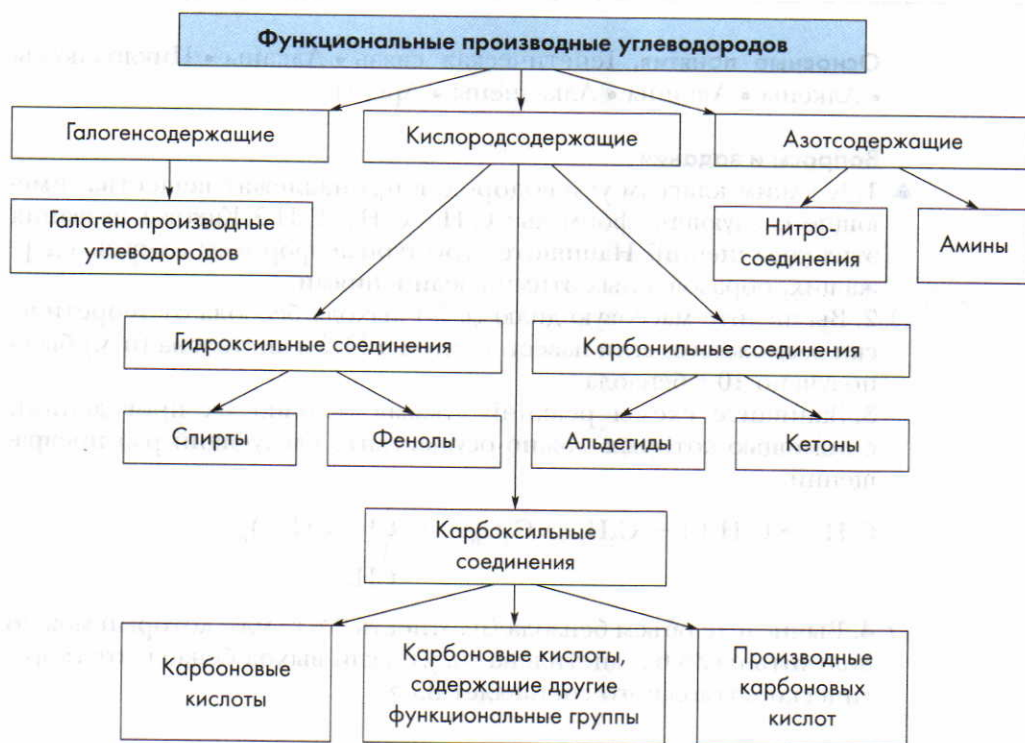 Функциональные производные углеводородов
Галогенсодержащие
Кислородсодержащие
Азотсодержащие
Галогенопроизводные
углеводородов
Нитро-
соединения
Амины
Гидроксильные соединения
Карбонильные соединения
Спирты
Фенолы
Альдегиды
Кетоны
Карбоксильные
соединения
Карбоновые
кислоты
Карбоновые кислоты,
содержащие другие
функциональные группы
Производные
карбоновых
кислот